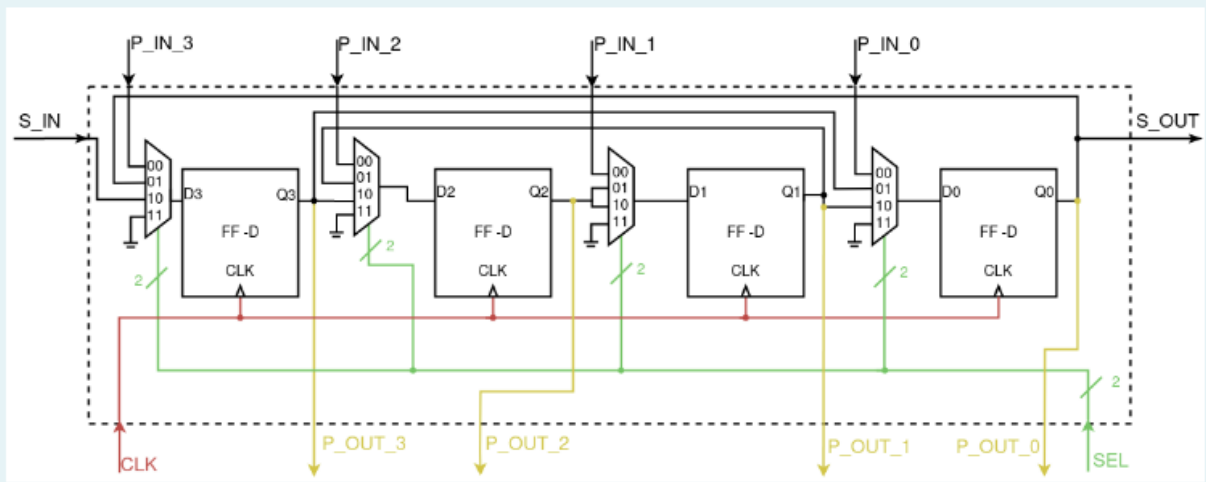 P_IN_3 P_IN_2 P_IN_1 P_IN_0
S_IN S_OUT
00 00 00 00
01 01 01 01
10 10 10 10
11 11 11 11
D3 Q3 D2 Q2 D1 Q1 D0 Q0
FF -D FF -D FF -D FF -D
CLK CLK CLK CLK
2 2 2 2
2
P_OUT_3 P_OUT_2 P_OUT_1 P_OUT_0
CLK SEL